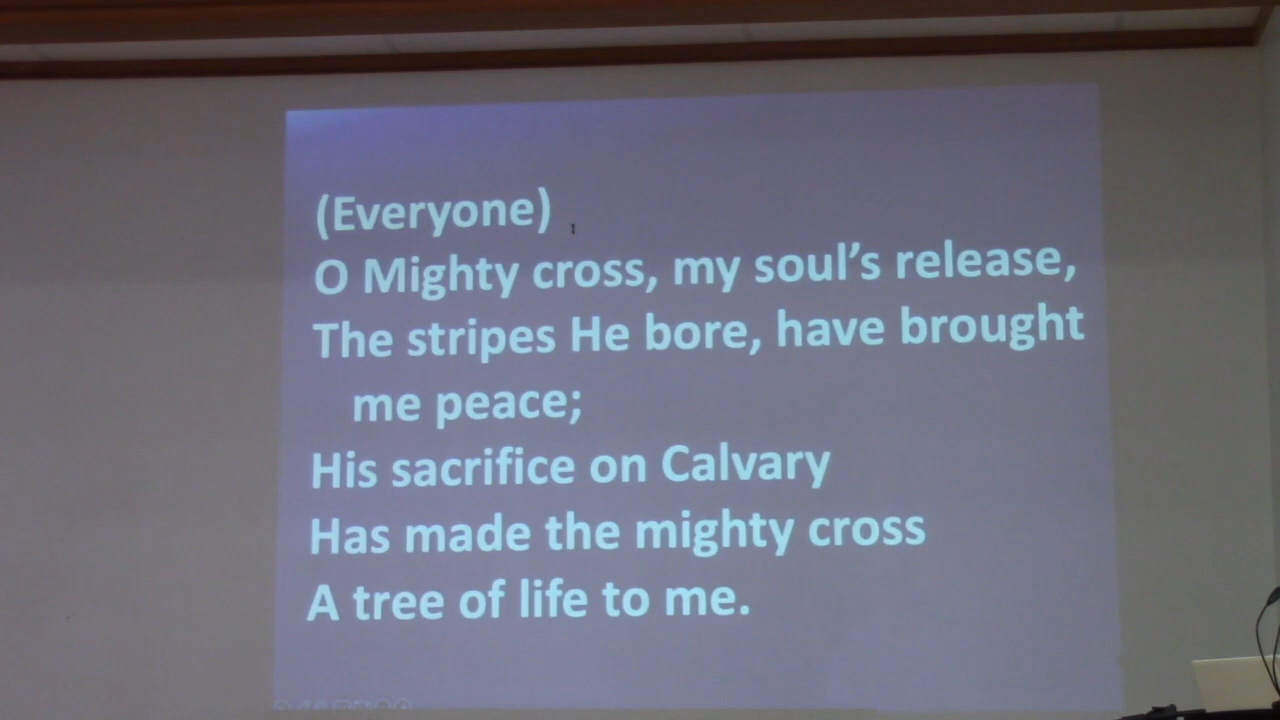 (Everyone)
O Mighty cross, my soul’s release,
The stripes He bore, have brought
me peace;
His sacrifice on Calvary
Has made the mighty cross
A tree of life to me.